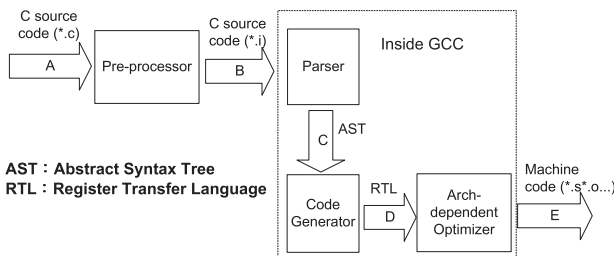 C source
code (*.c)
A
Pre-processor
C source
code (*.i)
B
Inside GCC
Parser
C
AST
AST：Abstract Syntax Tree
RTL：Register Transfer Language
Code
Generator
RTL
D
Arch-
dependent
Optimizer
Machine
code (*.s*.o...)
E